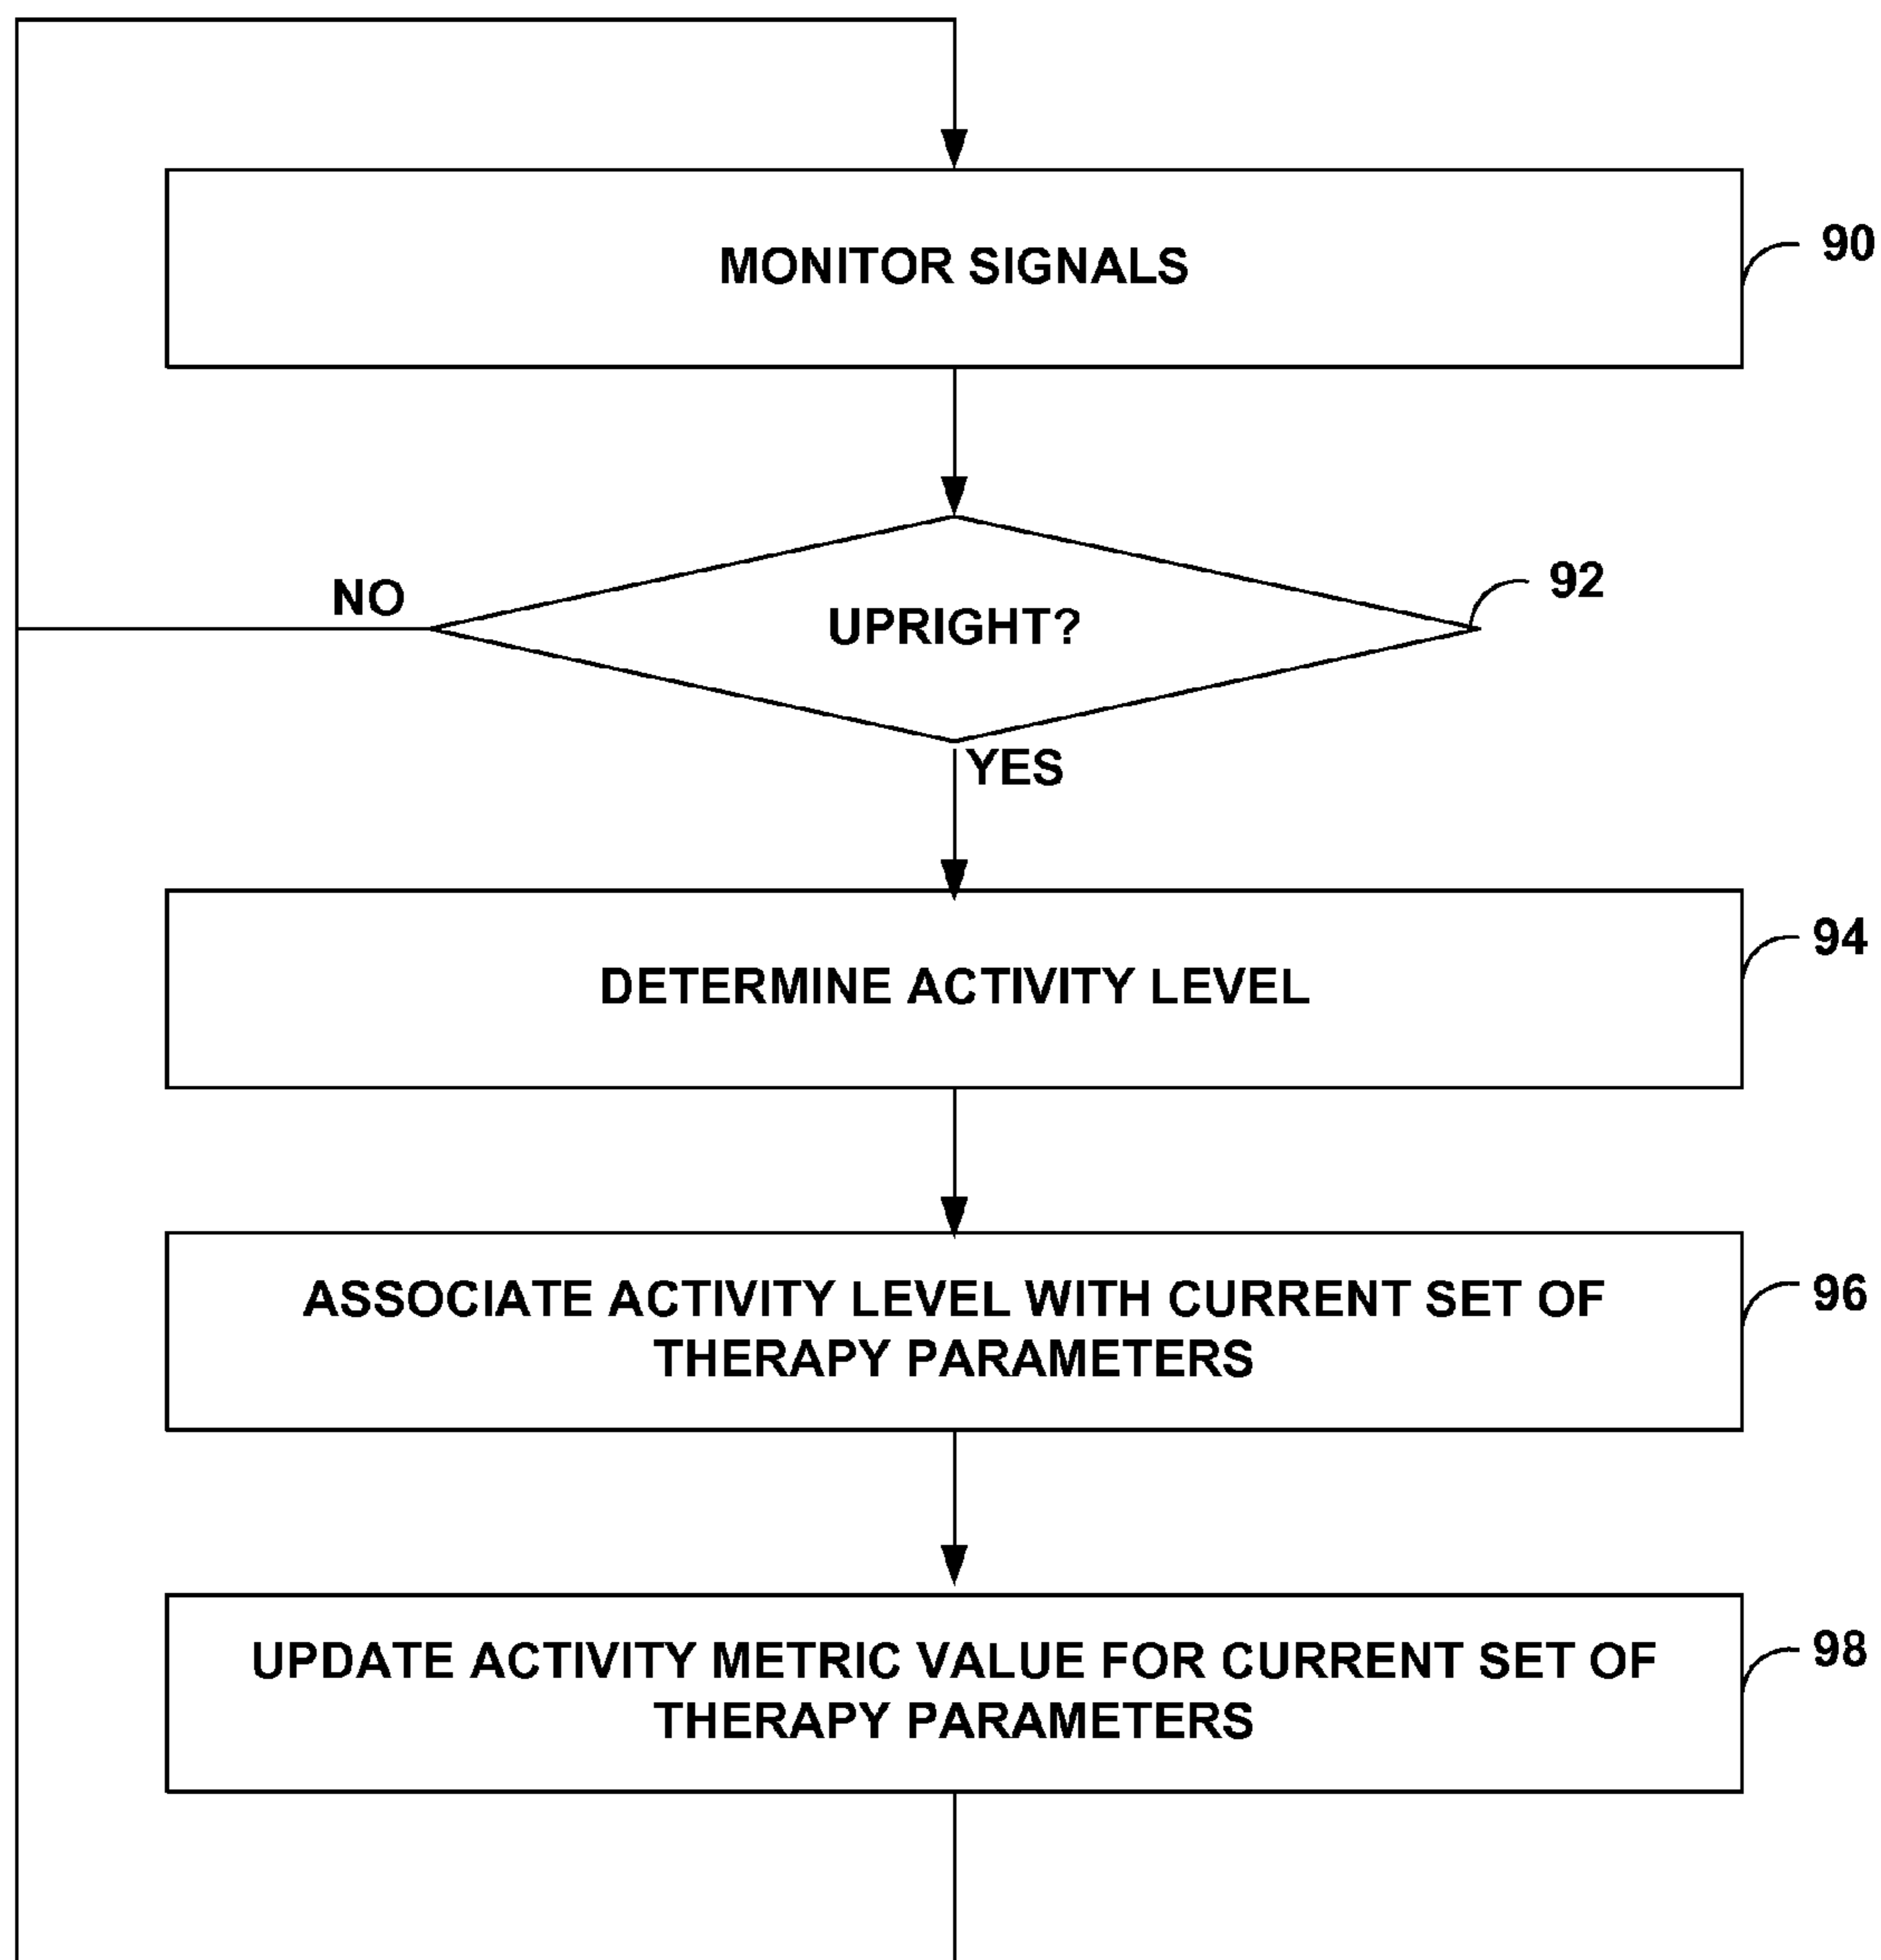 MONITOR SIGNALS
90
UPRIGHT?
92
NO
YES
DETERMINE ACTIVITY LEVEL
94
ASSOCIATE ACTIVITY LEVEL WITH CURRENT SET OF
THERAPY PARAMETERS
96
UPDATE ACTIVITY METRIC VALUE FOR CURRENT SET OF
THERAPY PARAMETERS
98